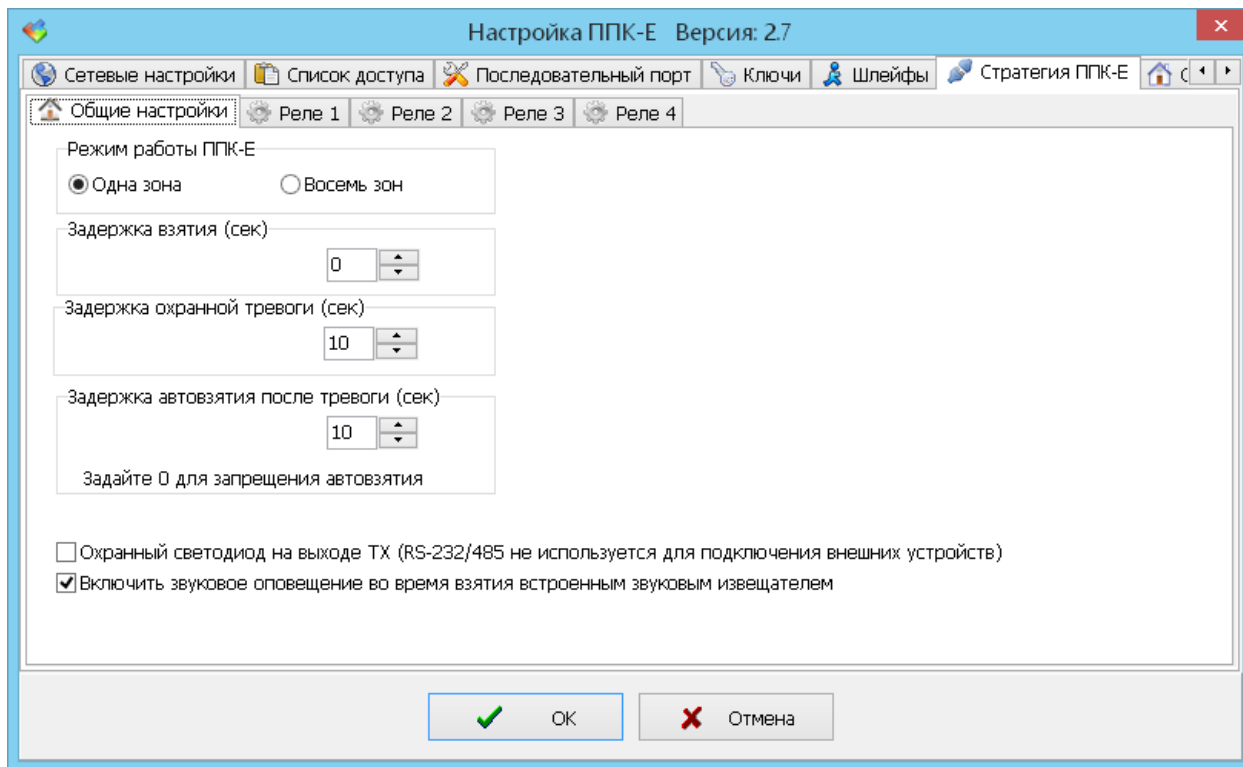 Настройка ППК-Е Версия: 2.7
Сетевые настройки Список доступа Последовательный порт Ключи Шлейфы Стратегия ППК-Е
Общие настройки Реле 1 Реле 2 Реле 3 Реле 4
Режим работы ППК-Е
Одна зона Восемь зон
Задержка взятия (сек)
0
Задержка охранной тревоги (сек)
10
Задержка автовзятия после тревоги (сек)
10
Задайте 0 для запрещения автовзятия
Охранный светодиод на выходе TX (RS-232/485 не используется для подключения внешних устройств)
Включить звуковое оповещение во время взятия встроенным звуковым извещателем
OK Отмена